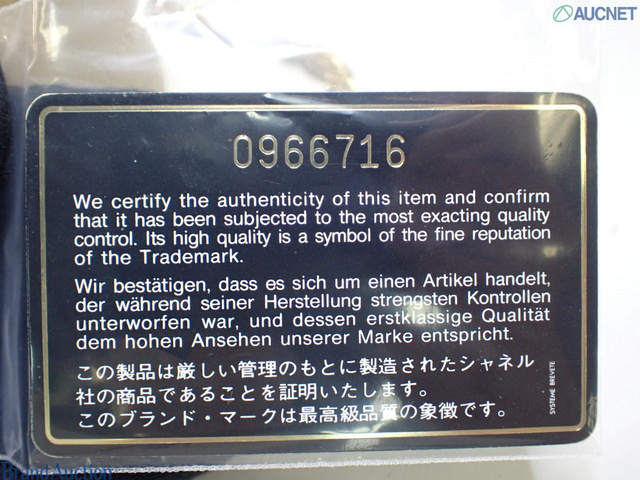 AUCNET
0966716
We certify the authenticity of this item and confirm
that it has been subjected to the most exacting quality
control. Its high quality is a symbol of the fine reputation
of the Trademark.
Wir bestätigen, dass es sich um einen Artikel handelt,
der während seiner Herstellung strengsten Kontrollen
unterworfen war, und dessen erstklassige Qualität
dem hohen Ansehen unserer Marke entspricht.
この製品は厳しい管理のもとに製造されたシャネル
社の商品であることを証明いたします。
このブランド・マークは最高級品質の象徴です。
SYSTEME BREVETE
BrandAuction